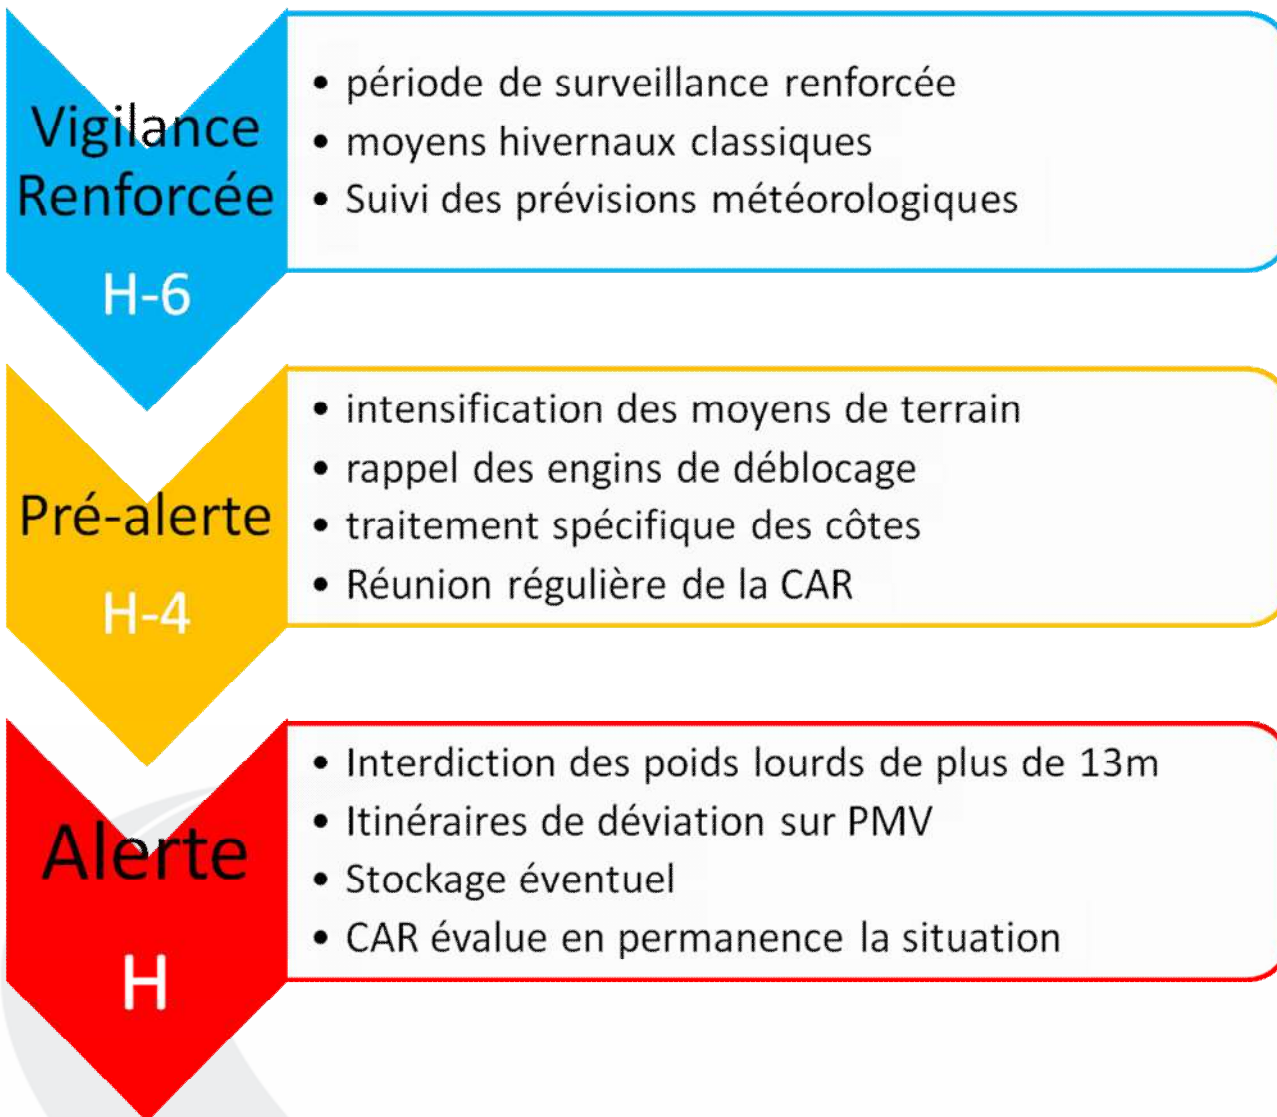 Vigilance
Renforcée
H-6
• période de surveillance renforcée
• moyens hivernaux classiques
• Suivi des prévisions météorologiques
Pré-alerte
H-4
• intensification des moyens de terrain
• rappel des engins de déblocage
• traitement spécifique des côtes
• Réunion régulière de la CAR
Alerte
H
• Interdiction des poids lourds de plus de 13m
• Itinéraires de déviation sur PMV
• Stockage éventuel
• CAR évalue en permanence la situation